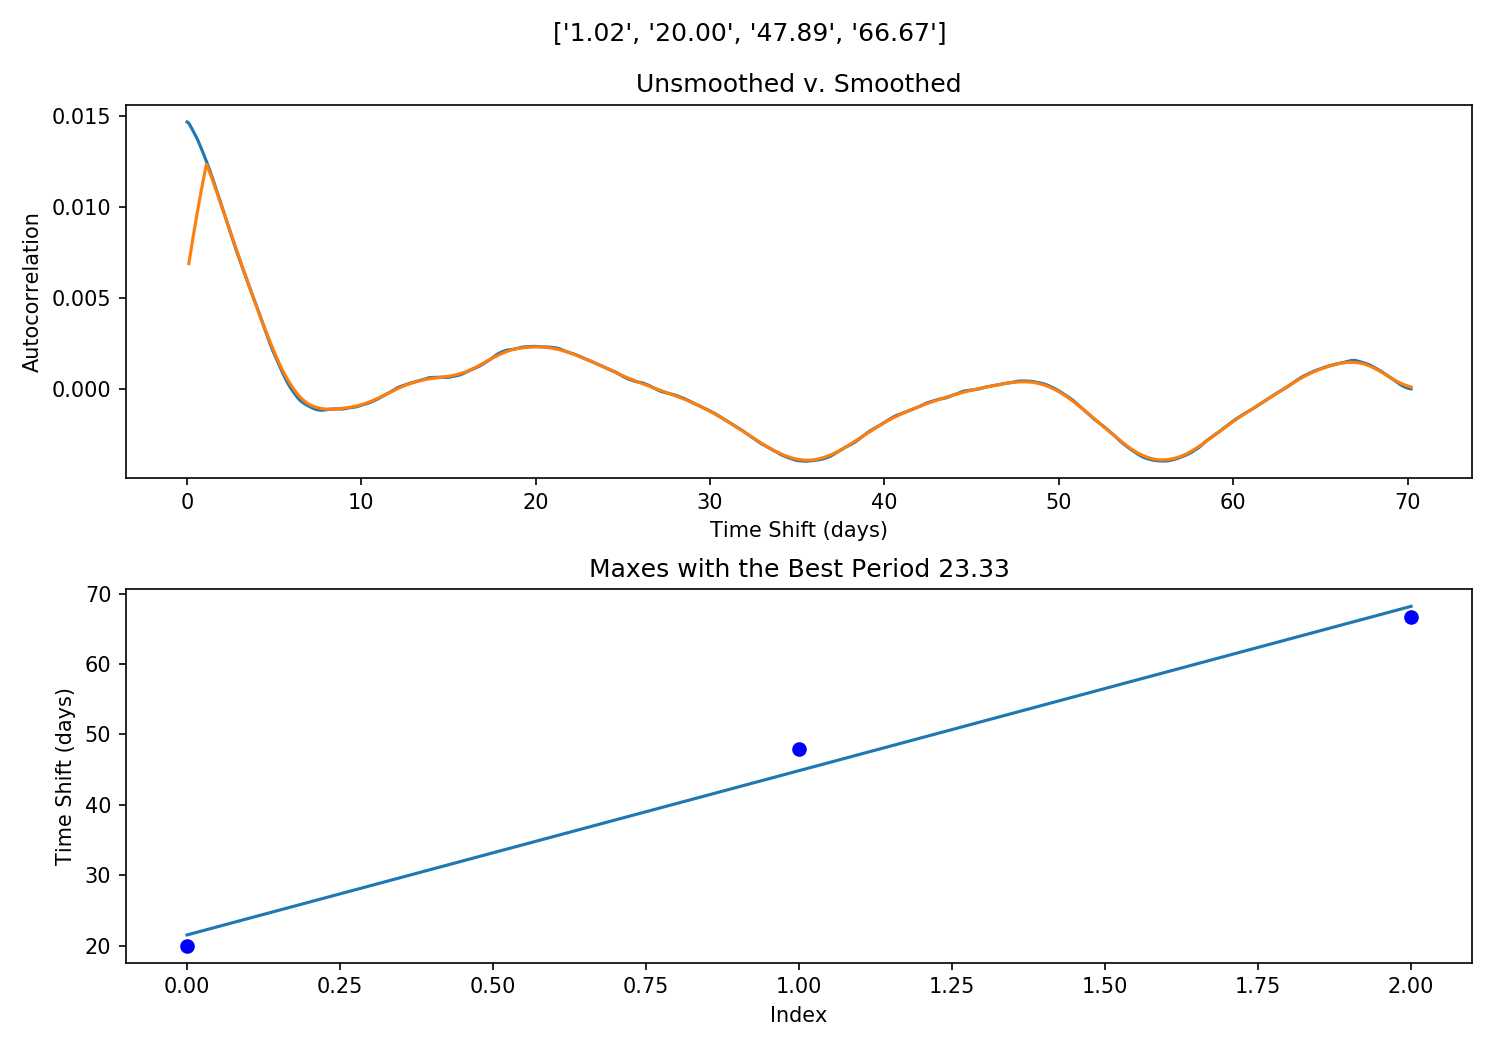 ['1.02', '20.00', '47.89', '66.67']
Unsmoothed v. Smoothed
0.015
0.010
0.005
0.000
Autocorrelation
0 10 20 30 40 50 60 70
Time Shift (days)
Maxes with the Best Period 23.33
70
60
50
40
30
20
Time Shift (days)
0.00 0.25 0.50 0.75 1.00 1.25 1.50 1.75 2.00
Index